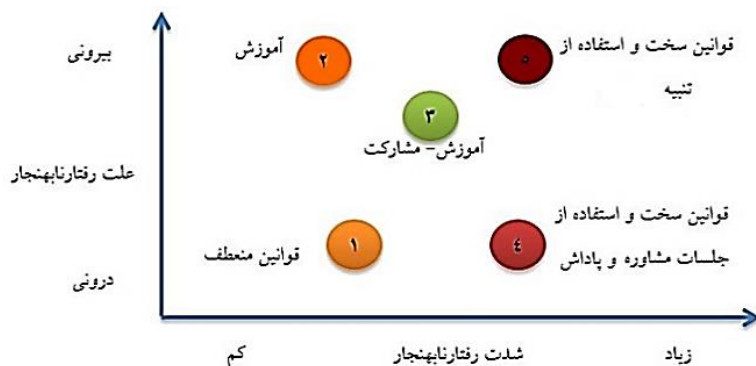 بیرونی
آموزش
۲
۵
قوانین سخت و استفاده از
تنبیه
۳
آموزش- مشارکت
علت رفتارنابهنجار
قوانین سخت و استفاده از
جلسات مشاوره و پاداش
۴
۱
قوانین منعطف
درونی
کم
شدت رفتارنابهنجار
زیاد